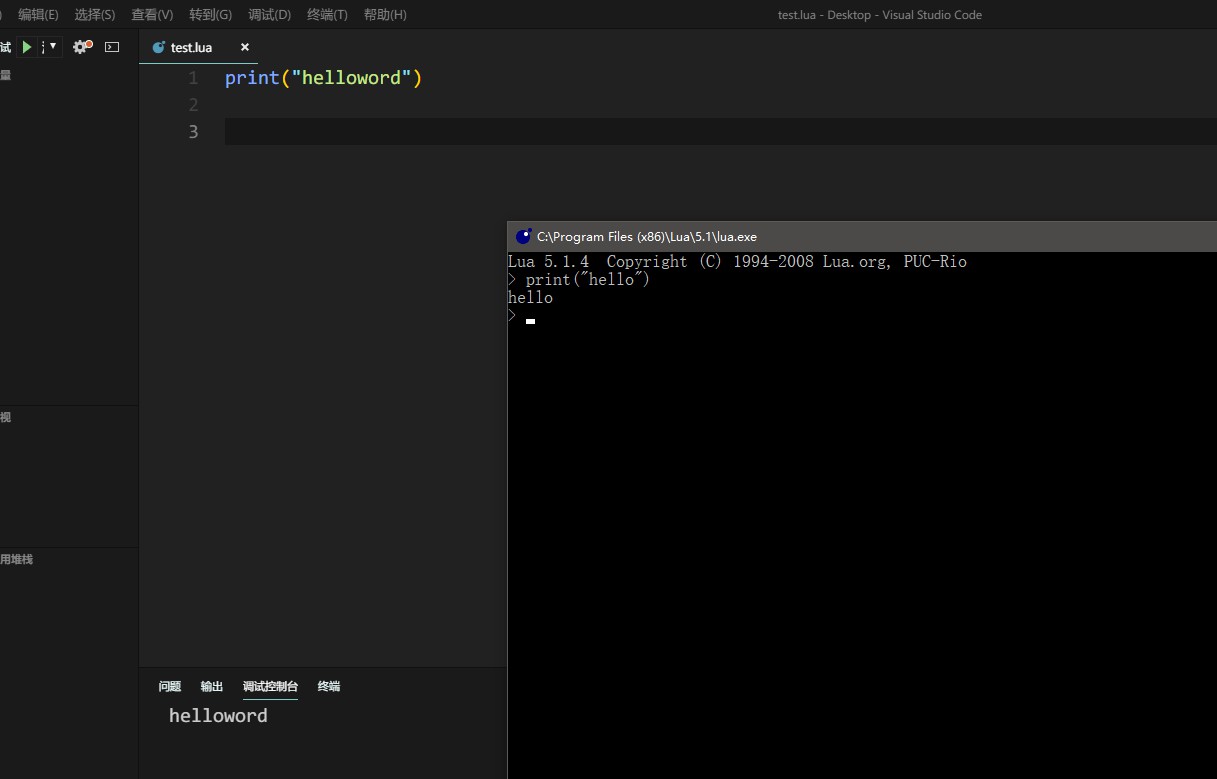 编辑(E) 选择(S) 查看(V) 转到(G) 调试(D) 终端(T) 帮助(H)
test.lua - Desktop - Visual Studio Code
试
test.lua
量
1 print("helloword")
2
3
C:\Program Files (x86)\Lua\5.1\lua.exe
Lua 5.1.4  Copyright (C) 1994-2008 Lua.org, PUC-Rio
> print("hello")
hello
>
视
用堆栈
问题 输出 调试控制台 终端
helloword